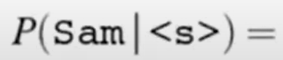 P(Sam|<s>) =